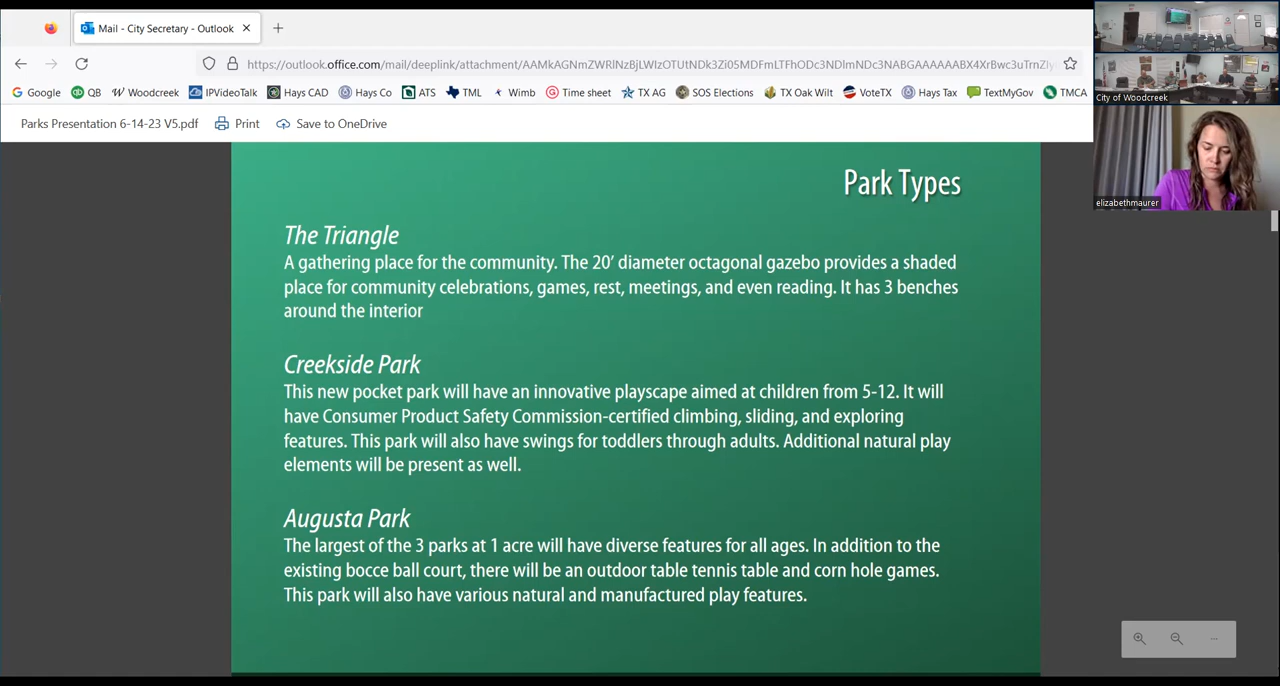 Mail - City Secretary - Outlook
https://outlook.office.com/mail/deeplink/attachment/
Google QB Woodcreek IPVideoTalk Hays CAD Hays Co ATS TML Wimb Time sheet TX AG SOS Elections TX Oak Wilt VoteTX Hays Tax TextMyGov TMCA
City of Woodcreek
elizabethmaurer
Parks Presentation 6-14-23 V5.pdf Print Save to OneDrive
Park Types
The Triangle
A gathering place for the community. The 20’ diameter octagonal gazebo provides a shaded
place for community celebrations, games, rest, meetings, and even reading. It has 3 benches
around the interior
Creekside Park
This new pocket park will have an innovative playscape aimed at children from 5-12. It will
have Consumer Product Safety Commission-certified climbing, sliding, and exploring
features. This park will also have swings for toddlers through adults. Additional natural play
elements will be present as well.
Augusta Park
The largest of the 3 parks at 1 acre will have diverse features for all ages. In addition to the
existing bocce ball court, there will be an outdoor table tennis table and corn hole games.
This park will also have various natural and manufactured play features.